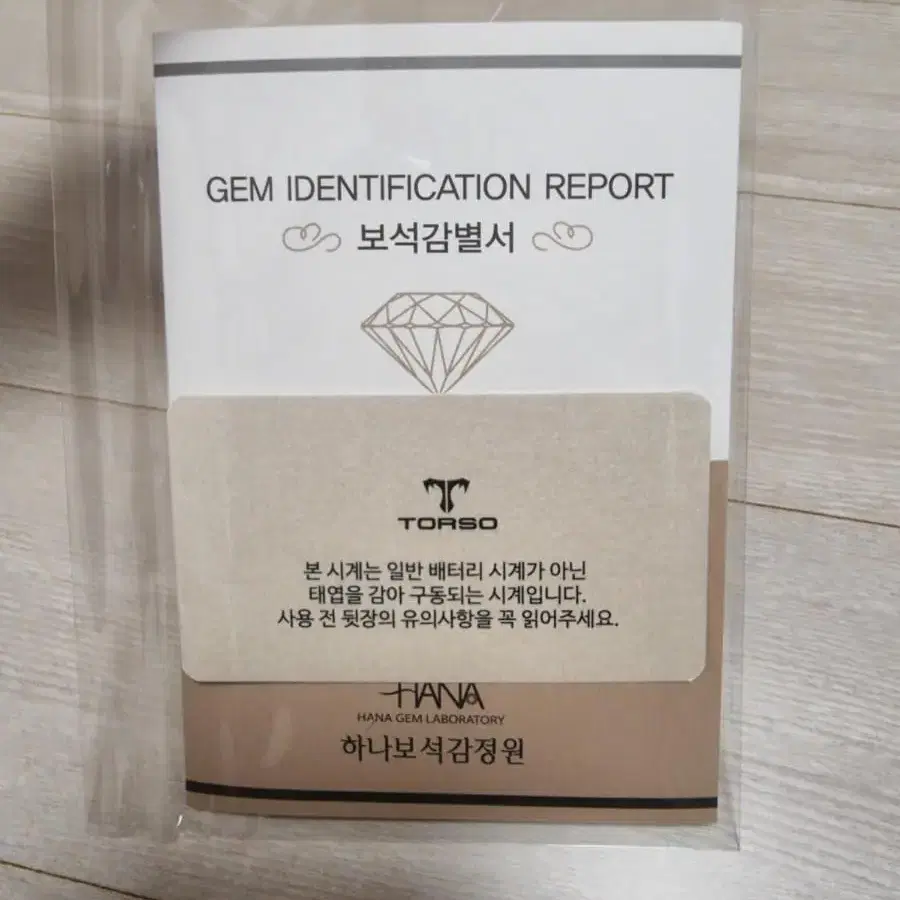 GEM IDENTIFICATION REPORT
보석감별서
TORSO
본 시계는 일반 배터리 시계가 아닌
태엽을 감아 구동되는 시계입니다.
사용 전 뒷장의 유의사항을 꼭 읽어주세요.
HANA
HANA GEM LABORATORY
하나보석감정원